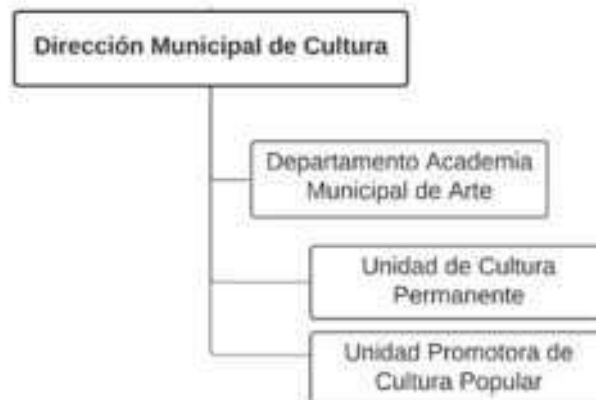 Dirección Municipal de Cultura
Departamento Academia
Municipal de Arte
Unidad de Cultura
Permanente
Unidad Promotora de
Cultura Popular